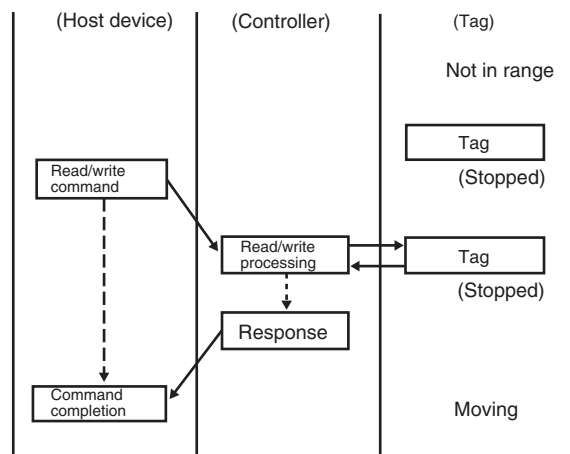 (Host device)
(Controller)
(Tag)
Not in range
Tag
(Stopped)
Read/write
command
Read/write
processing
Tag
(Stopped)
Response
Command
completion
Moving